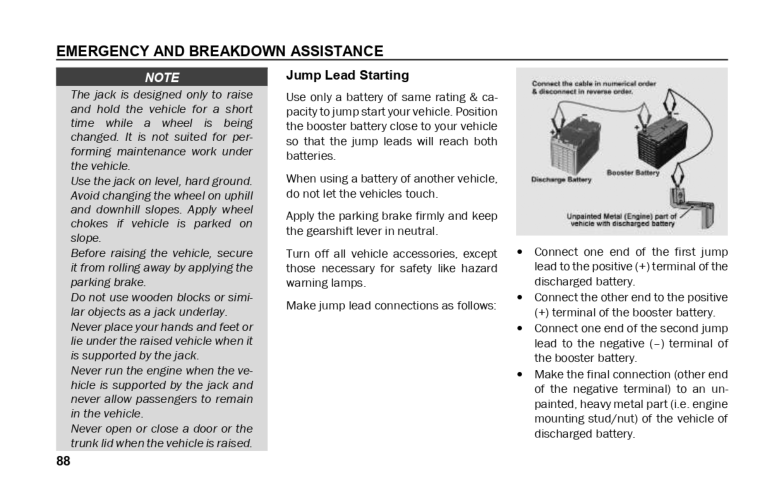 EMERGENCY AND BREAKDOWN ASSISTANCE
NOTE
The jack is designed only to raise
and hold the vehicle for a short
time while a wheel is being
changed. It is not suited for per-
forming maintenance work under
the vehicle.
Use the jack on level, hard ground.
Avoid changing the wheel on uphill
and downhill slopes. Apply wheel
chokes if vehicle is parked on
slope.
Before raising the vehicle, secure
it from rolling away by applying the
parking brake.
Do not use wooden blocks or simi-
lar objects as a jack underlay.
Never place your hands and feet or
lie under the raised vehicle when it
is supported by the jack.
Never run the engine when the ve-
hicle is supported by the jack and
never allow passengers to remain
in the vehicle.
Never open or close a door or the
trunk lid when the vehicle is raised.
Jump Lead Starting
Use only a battery of same rating & ca-
pacity to jump start your vehicle. Position
the booster battery close to your vehicle
so that the jump leads will reach both
batteries.
When using a battery of another vehicle,
do not let the vehicles touch.
Apply the parking brake firmly and keep
the gearshift lever in neutral.
Turn off all vehicle accessories, except
those necessary for safety like hazard
warning lamps.
Make jump lead connections as follows:
Connect the cable in numerical order
& disconnect in reverse order.
+
+
−
Booster Battery
Discharge Battery
Unpainted Metal (Engine) part of
vehicle with discharged battery
• Connect one end of the first jump
lead to the positive (+) terminal of the
discharged battery.
• Connect the other end to the positive
(+) terminal of the booster battery.
• Connect one end of the second jump
lead to the negative (–) terminal of
the booster battery.
• Make the final connection (other end
of the negative terminal) to an un-
painted, heavy metal part (i.e. engine
mounting stud/nut) of the vehicle of
discharged battery.
88